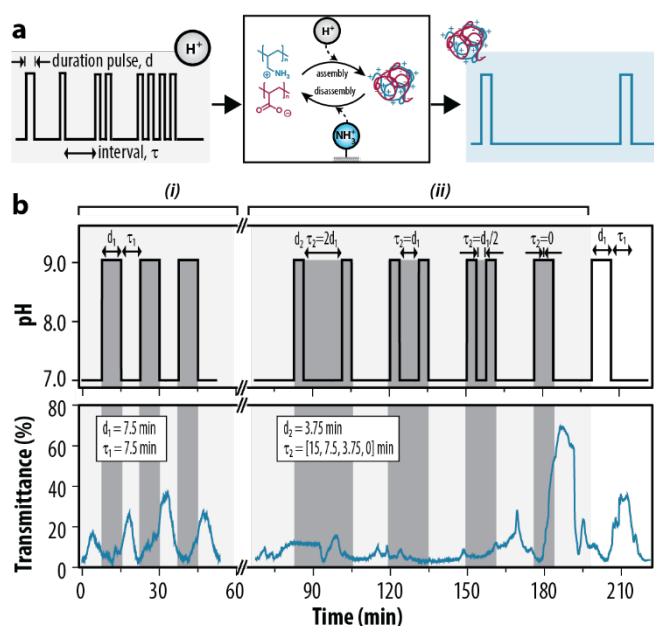 a
H⁺
duration pulse, d
interval, τ
H⁺
n
⊕ NH₃
n
O
O ⊖
assembly
disassembly
NH₃⁺
b
(i)
(ii)
d₁ τ₁
d₂ τ₂=2d₁
τ₂=d₁
τ₂=d₁/2
τ₂=0
d₁ τ₁
pH
9.0
8.0
7.0
Transmittance (%)
80
60
40
20
0
d₁ = 7.5 min
τ₁ = 7.5 min
d₂ = 3.75 min
τ₂ = [15, 7.5, 3.75, 0] min
0 30 60 90 120 150 180 210
Time (min)